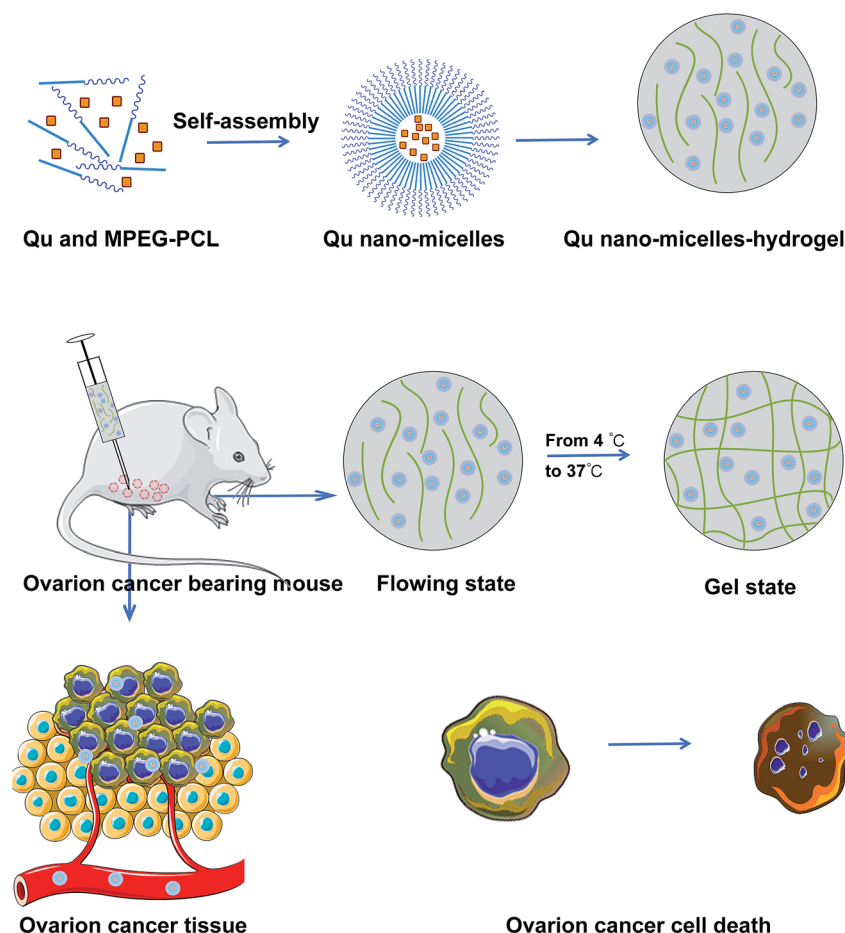 Self-assembly
Qu and MPEG-PCL
Qu nano-micelles
Qu nano-micelles-hydrogel
From 4 °C
to 37°C
Ovarion cancer bearing mouse
Flowing state
Gel state
Ovarion cancer tissue
Ovarion cancer cell death